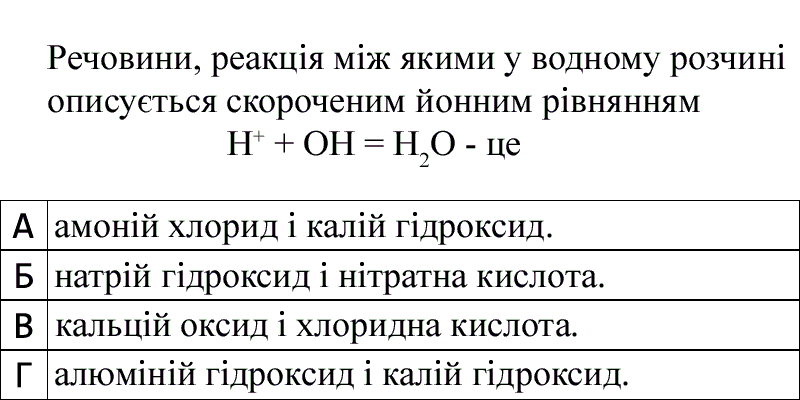 Речовини, реакція між якими у водному розчині
описується скороченим йонним рівнянням
H⁺ + OH = H₂O - це
А амоній хлорид і калій гідроксид.
Б натрій гідроксид і нітратна кислота.
В кальцій оксид і хлоридна кислота.
Г алюміній гідроксид і калій гідроксид.